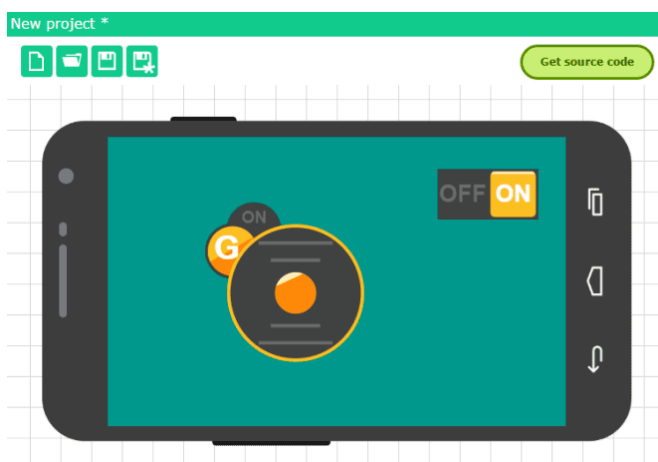 New project *
Get source code
OFF ON
ON
G